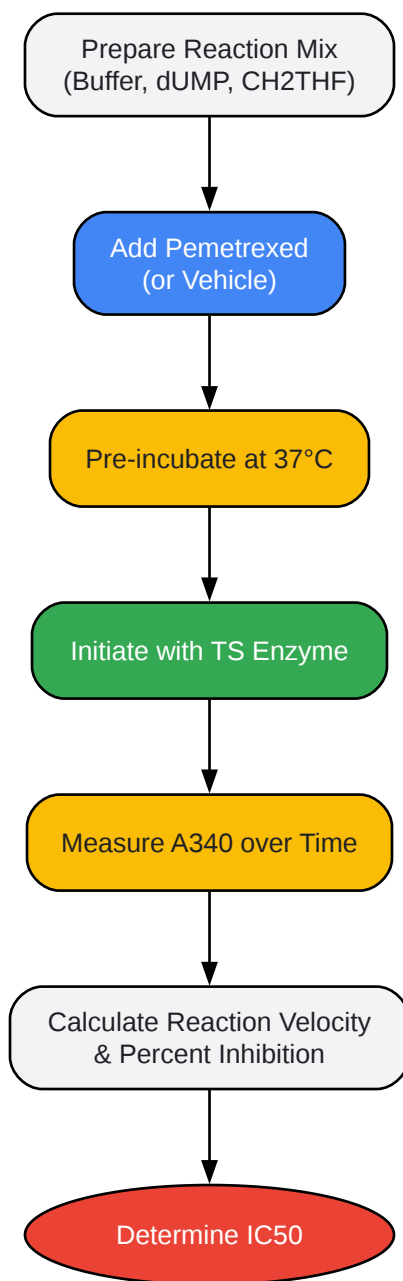 Prepare Reaction Mix
(Buffer, dUMP, CH2THF)
Add Pemetrexed
(or Vehicle)
Pre-incubate at 37°C
Initiate with TS Enzyme
Measure A340 over Time
Calculate Reaction Velocity
& Percent Inhibition
Determine IC50